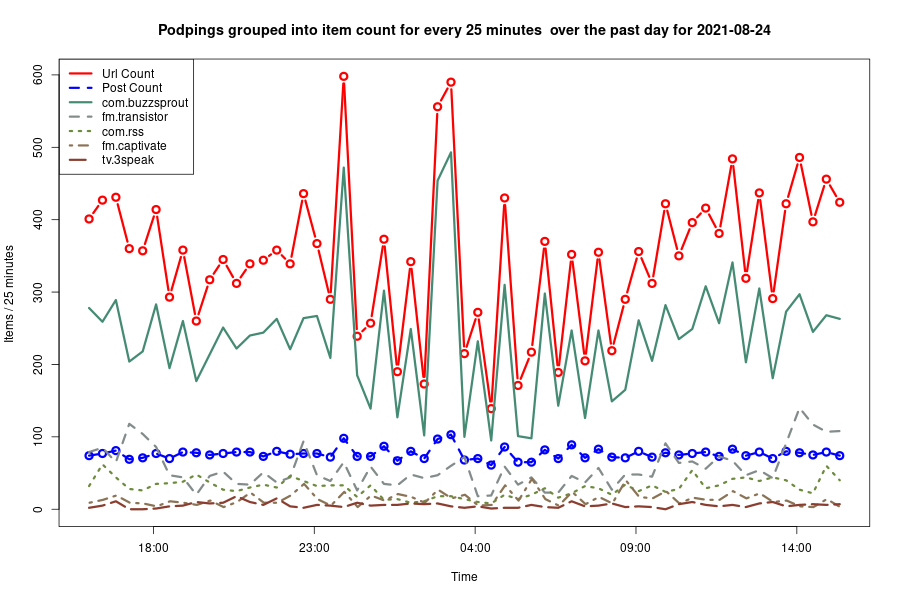 Podpings grouped into item count for every 25 minutes  over the past day for 2021-08-24
Url Count
Post Count
com.buzzsprout
fm.transistor
com.rss
fm.captivate
tv.3speak
Items / 25 minutes
600
500
400
300
200
100
0
18:00
23:00
04:00
09:00
14:00
Time